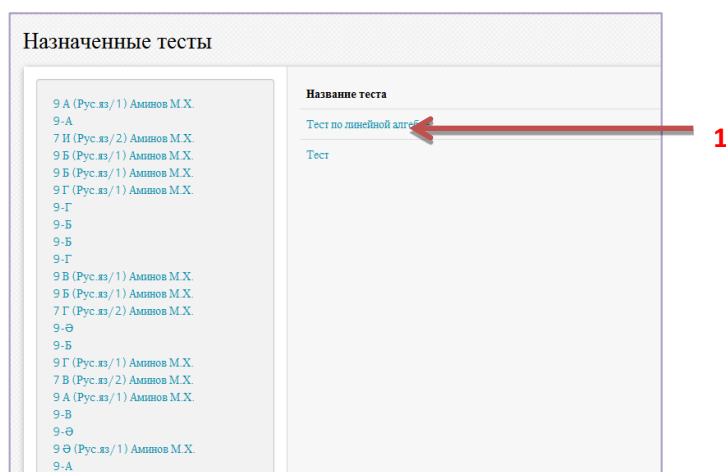 Назначенные тесты
9 А (Рус.яз/1) Аминов М.Х.
9-А
7 И (Рус.яз/2) Аминов М.Х.
9 Б (Рус.яз/1) Аминов М.Х.
9 Б (Рус.яз/1) Аминов М.Х.
9 Г (Рус.яз/1) Аминов М.Х.
9-Г
9-Б
9-Б
9-Г
9 В (Рус.яз/1) Аминов М.Х.
9 Б (Рус.яз/1) Аминов М.Х.
7 Г (Рус.яз/2) Аминов М.Х.
9-Ә
9-Б
9 Г (Рус.яз/1) Аминов М.Х.
7 В (Рус.яз/2) Аминов М.Х.
9 А (Рус.яз/1) Аминов М.Х.
9-В
9-Ә
9 Ә (Рус.яз/1) Аминов М.Х.
9-А
Название теста
Тест по линейной
Тест
1